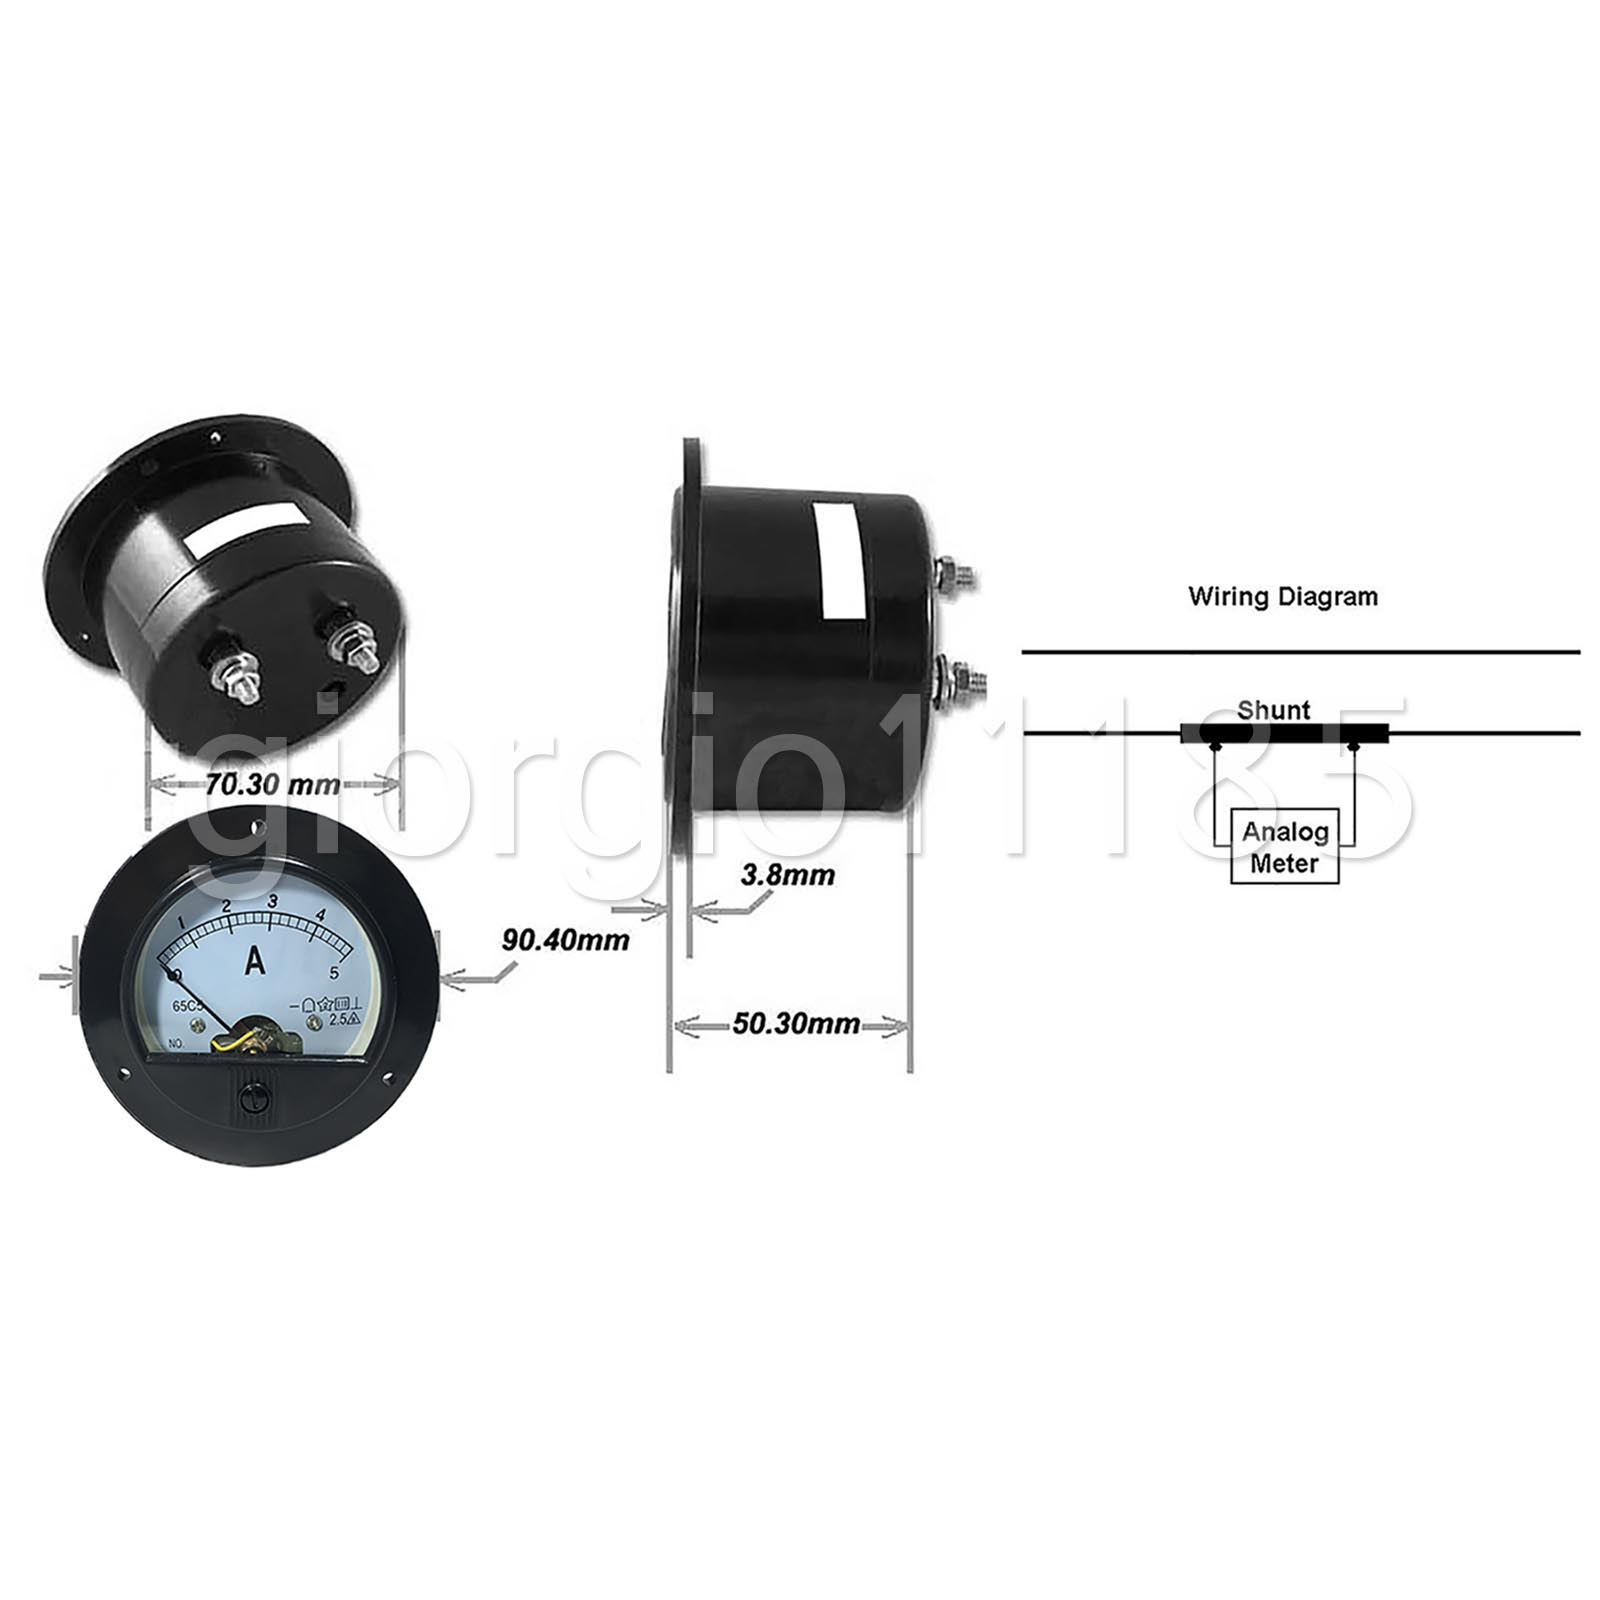 Wiring Diagram
Shunt
Analog
Meter
70.30 mm
3.8mm
90.40mm
50.30mm
0 1 2 3 4 5
A
65C5
2.5
NO.
giorgio11185